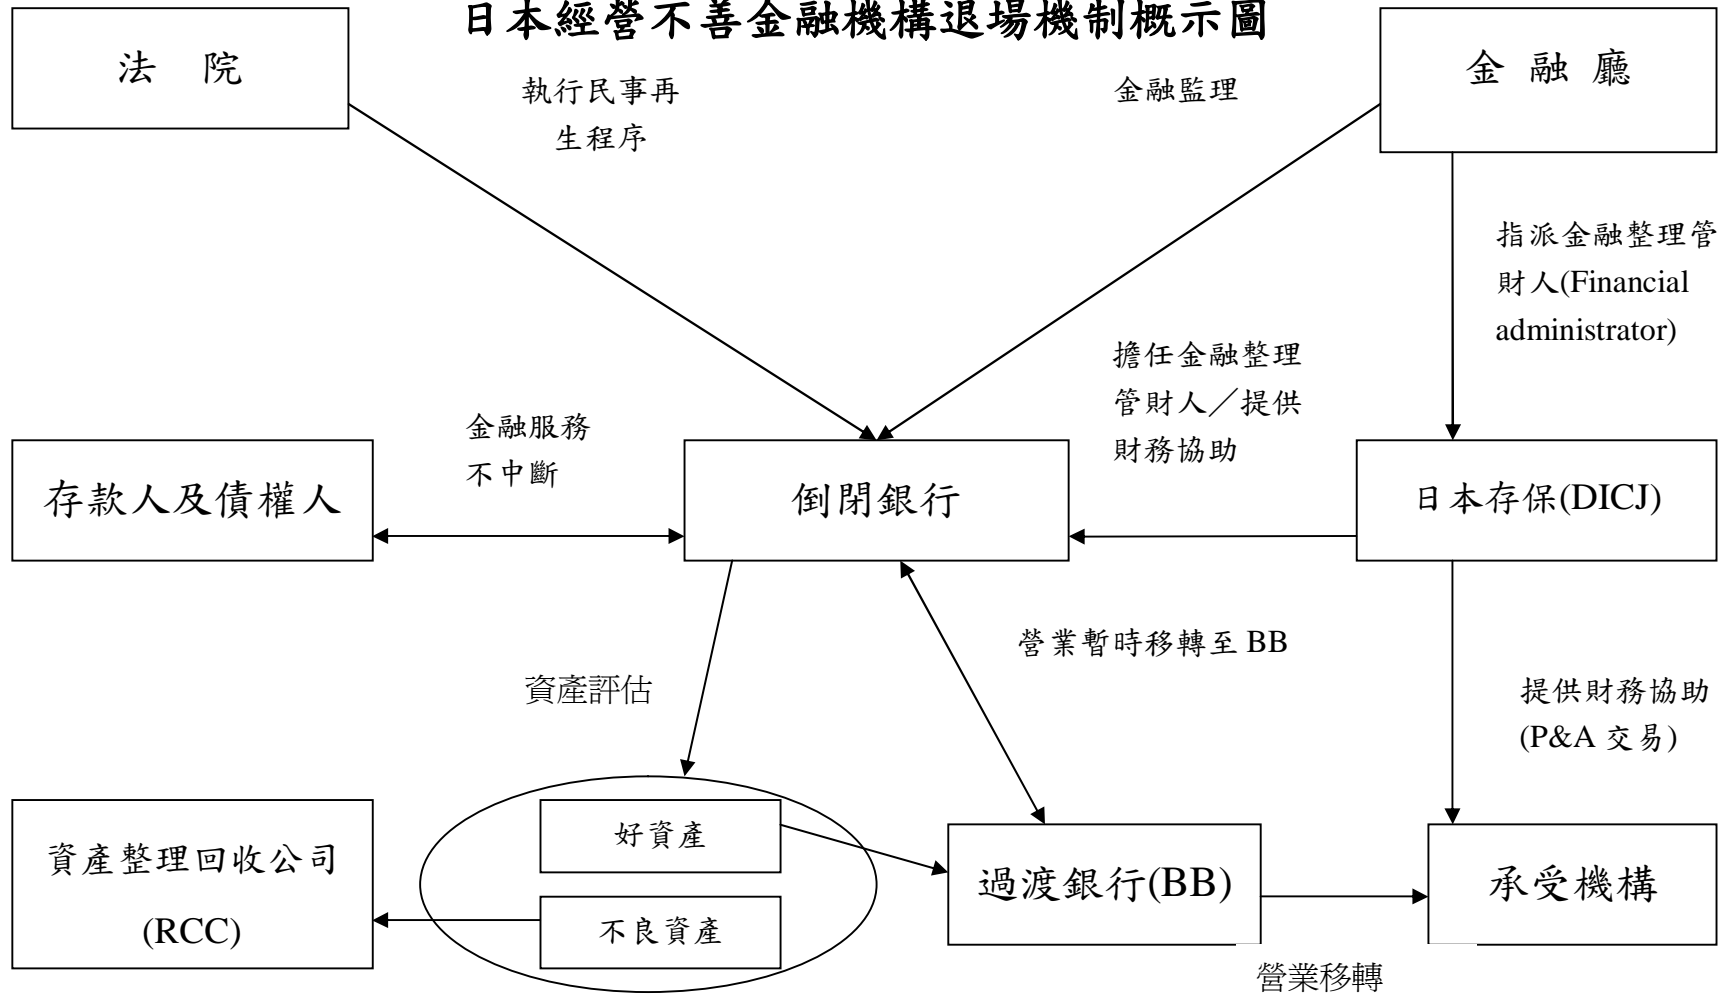 日本經營不善金融機構退場機制概示圖
法 院
執行民事再
生程序
金融監理
金 融 廳
指派金融整理管
財人(Financial
administrator)
擔任金融整理
管財人／提供
財務協助
金融服務
不中斷
存款人及債權人
倒閉銀行
日本存保(DICJ)
營業暫時移轉至 BB
資產評估
提供財務協助
(P&A 交易)
資產整理回收公司
(RCC)
好資產
不良資產
過渡銀行(BB)
承受機構
營業移轉